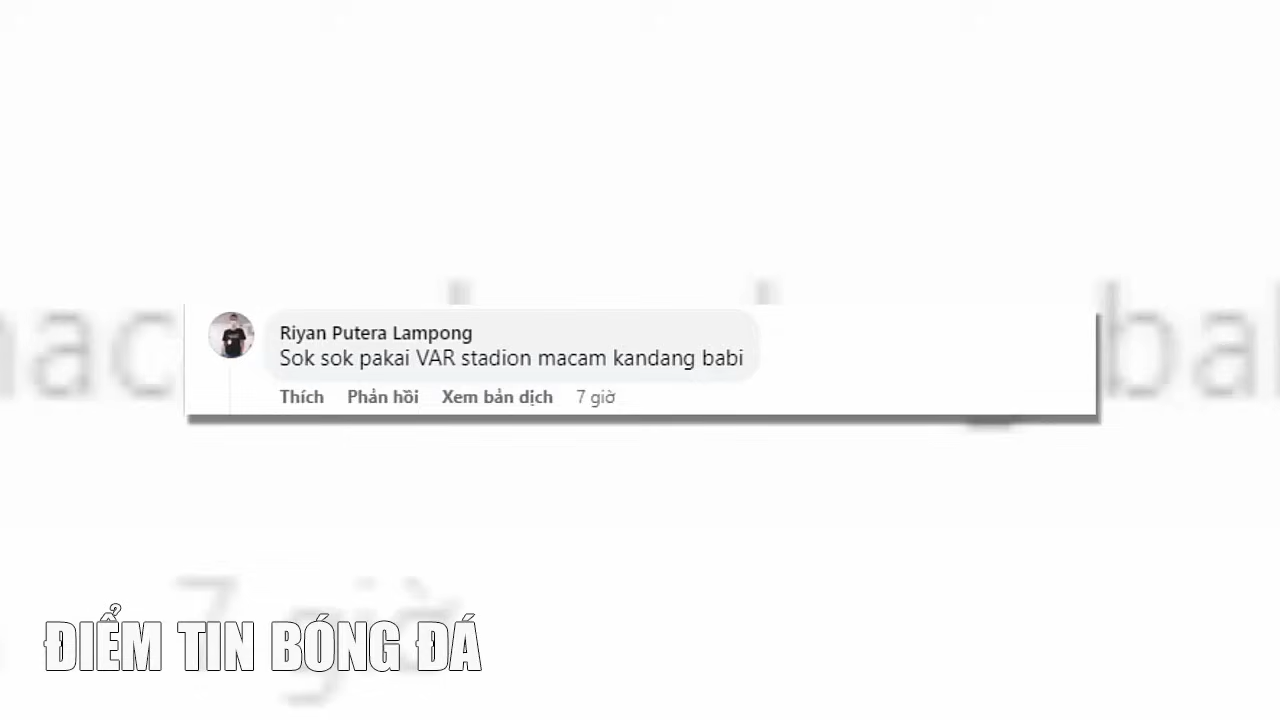 Riyan Putera Lampong
Sok sok pakai VAR stadion macam kandang babi
Thích Phản hồi Xem bản dịch 7 giờ
ĐIỂM TIN BÓNG ĐÁ